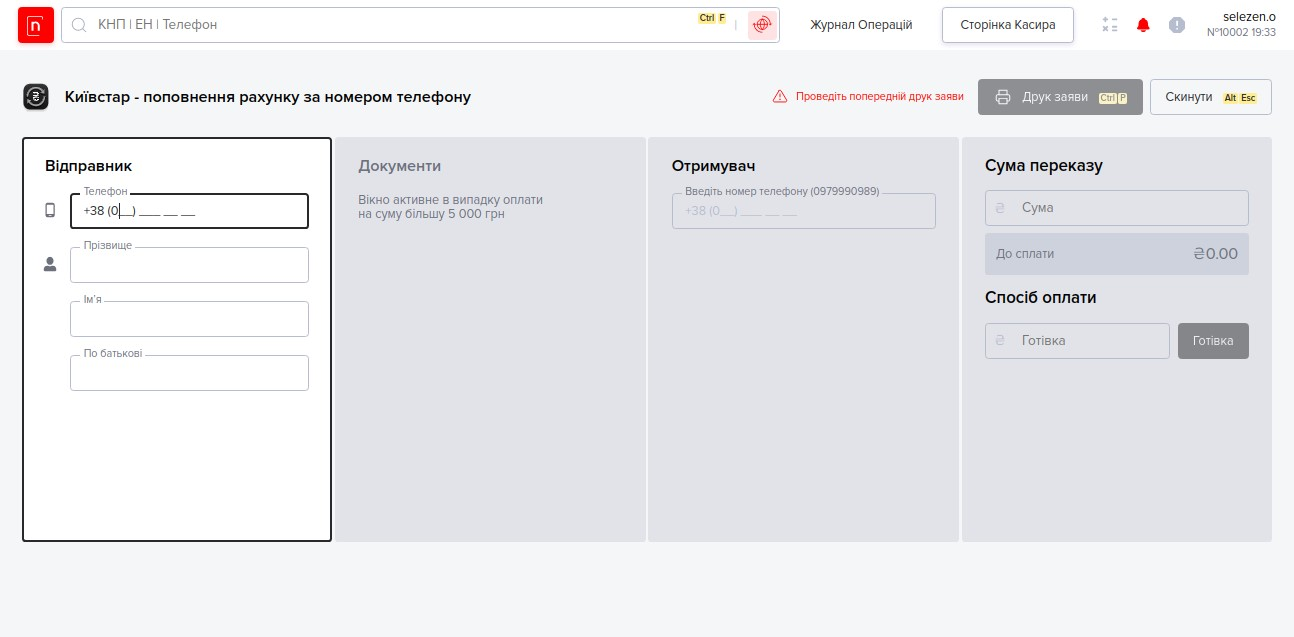 n
КНП | ЕН | Телефон
Ctrl F
Журнал Операцій
Сторінка Касира
selezen.o
№10002 19:33
Київстар - поповнення рахунку за номером телефону
Проведіть попередній друк заяви
Друк заяви Ctrl P
Скинути Alt Esc
Відправник
Телефон
+38 (0__) ___ __ __
Прізвище
Ім'я
По батькові
Документи
Вікно активне в випадку оплати
на суму більшу 5 000 грн
Отримувач
Введіть номер телефону (0979990989)
+38 (0__) ___ __ __
Сума переказу
₴ Сума
До сплати ₴0.00
Спосіб оплати
₴ Готівка
Готівка